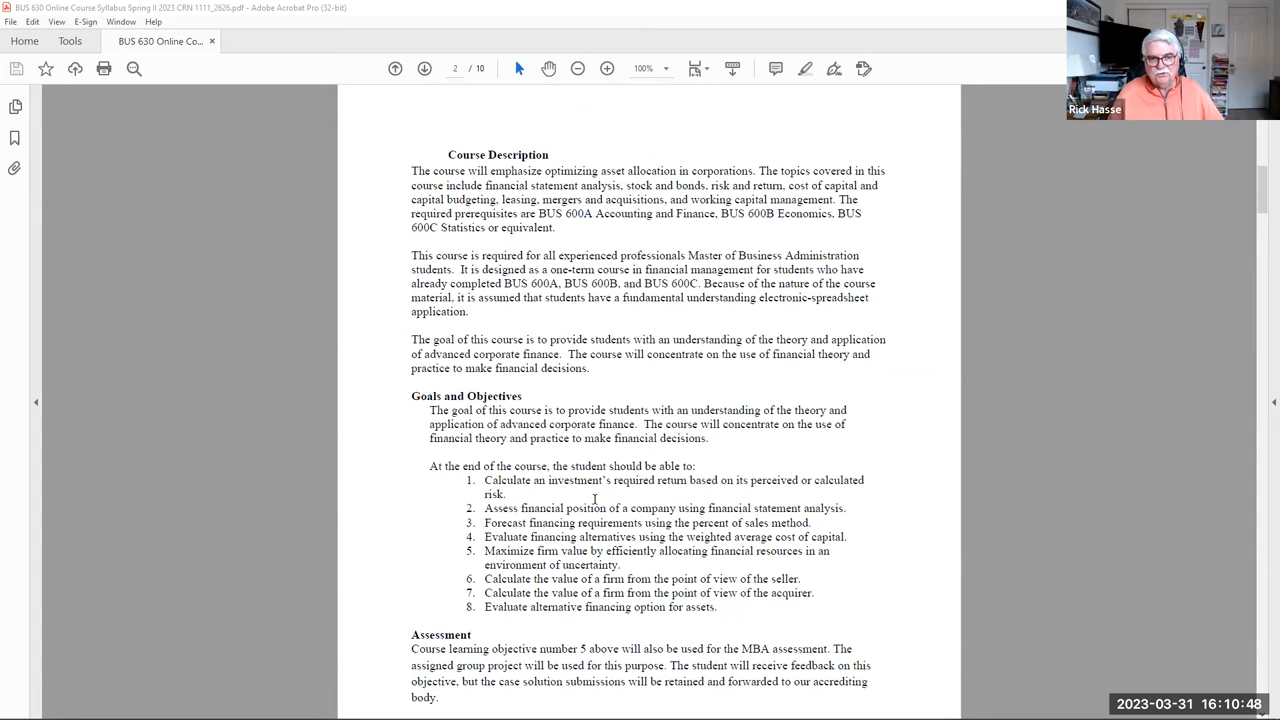 BUS 630 Online Course Syllabus Spring II 2023 CRN 1111_2626.pdf - Adobe Acrobat Pro (32-bit)
File Edit View E-Sign Window Help
Home Tools BUS 630 Online Co... ×
2 / 100%
Rick Hasse
Course Description
The course will emphasize optimizing asset allocation in corporations. The topics covered in this
course include financial statement analysis, stock and bonds, risk and return, cost of capital and
capital budgeting, leasing, mergers and acquisitions, and working capital management. The
required prerequisites are BUS 600A Accounting and Finance, BUS 600B Economics, BUS
600C Statistics or equivalent.
This course is required for all experienced professionals Master of Business Administration
students. It is designed as a one-term course in financial management for students who have
already completed BUS 600A, BUS 600B, and BUS 600C. Because of the nature of the course
material, it is assumed that students have a fundamental understanding electronic-spreadsheet
application.
The goal of this course is to provide students with an understanding of the theory and application
of advanced corporate finance. The course will concentrate on the use of financial theory and
practice to make financial decisions.
Goals and Objectives
The goal of this course is to provide students with an understanding of the theory and
application of advanced corporate finance. The course will concentrate on the use of
financial theory and practice to make financial decisions.
At the end of the course, the student should be able to:
1. Calculate an investment's required return based on its perceived or calculated
risk.
2. Assess financial position of a company using financial statement analysis.
3. Forecast financing requirements using the percent of sales method.
4. Evaluate financing alternatives using the weighted average cost of capital.
5. Maximize firm value by efficiently allocating financial resources in an
environment of uncertainty.
6. Calculate the value of a firm from the point of view of the seller.
7. Calculate the value of a firm from the point of view of the acquirer.
8. Evaluate alternative financing option for assets.
Assessment
Course learning objective number 5 above will also be used for the MBA assessment. The
assigned group project will be used for this purpose. The student will receive feedback on this
objective, but the case solution submissions will be retained and forwarded to our accrediting
body.
2023-03-31 16:10:48